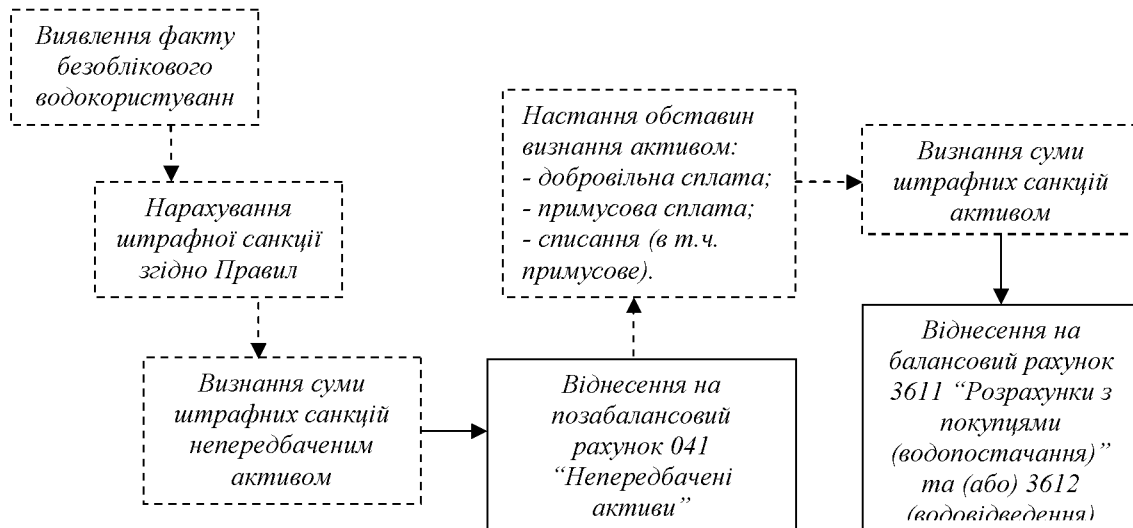 Виявлення факту
безоблікового
водокористуванн
Нарахування
штрафної санкції
згідно Правил
Визнання суми
штрафних санкцій
непередбаченим
активом
Віднесення на
позабалансовий
рахунок 041
“Непередбачені
активи”
Настання обставин
визнання активом:
- добровільна сплата;
- примусова сплата;
- списання (в т.ч.
примусове).
Визнання суми
штрафних санкцій
активом
Віднесення на
балансовий рахунок
3611 “Розрахунки з
покупцями
(водопостачання)”
та (або) 3612
(водовідведення)